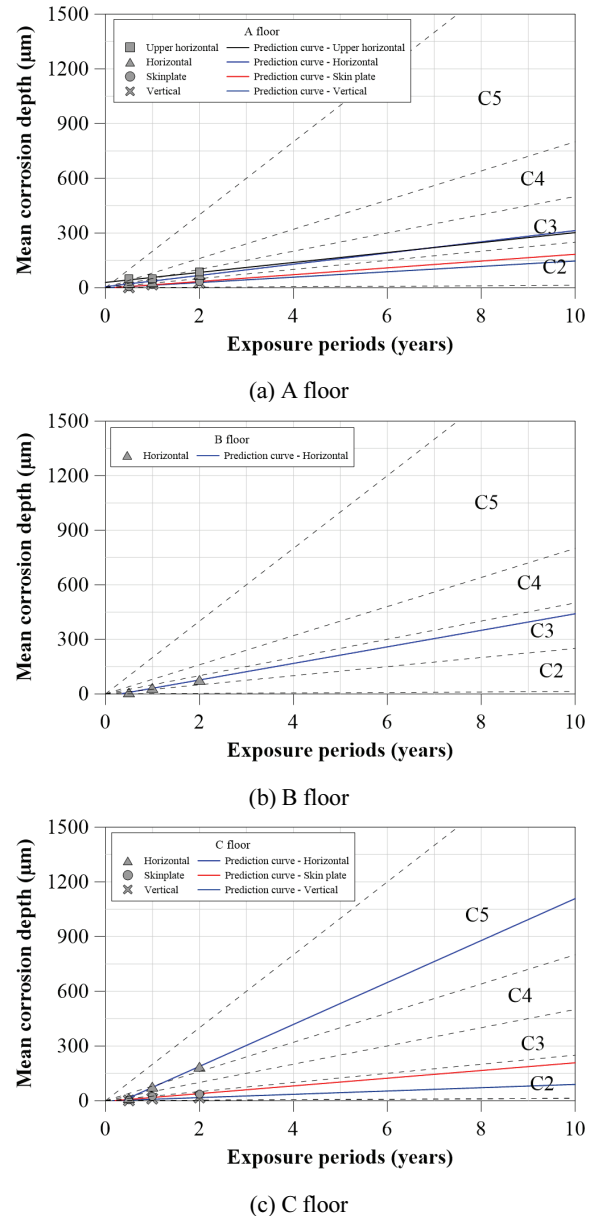 1500
1200
900
600
300
0
Mean corrosion depth (μm)
A floor
Upper horizontal Prediction curve - Upper horizontal
Horizontal Prediction curve - Horizontal
Skinplate Prediction curve - Skin plate
Vertical Prediction curve - Vertical
C5
C4
C3
C2
0 2 4 6 8 10
Exposure periods (years)
(a) A floor
1500
1200
900
600
300
0
Mean corrosion depth (μm)
B floor
Horizontal Prediction curve - Horizontal
C5
C4
C3
C2
0 2 4 6 8 10
Exposure periods (years)
(b) B floor
1500
1200
900
600
300
0
Mean corrosion depth (μm)
C floor
Horizontal Prediction curve - Horizontal
Skinplate Prediction curve - Skin plate
Vertical Prediction curve - Vertical
C5
C4
C3
C2
0 2 4 6 8 10
Exposure periods (years)
(c) C floor